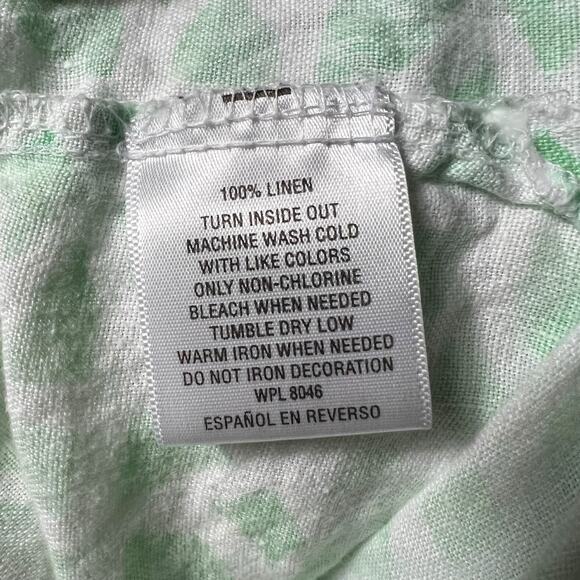 100% LINEN
TURN INSIDE OUT
MACHINE WASH COLD
WITH LIKE COLORS
ONLY NON-CHLORINE
BLEACH WHEN NEEDED
TUMBLE DRY LOW
WARM IRON WHEN NEEDED
DO NOT IRON DECORATION
WPL 8046
ESPAÑOL EN REVERSO